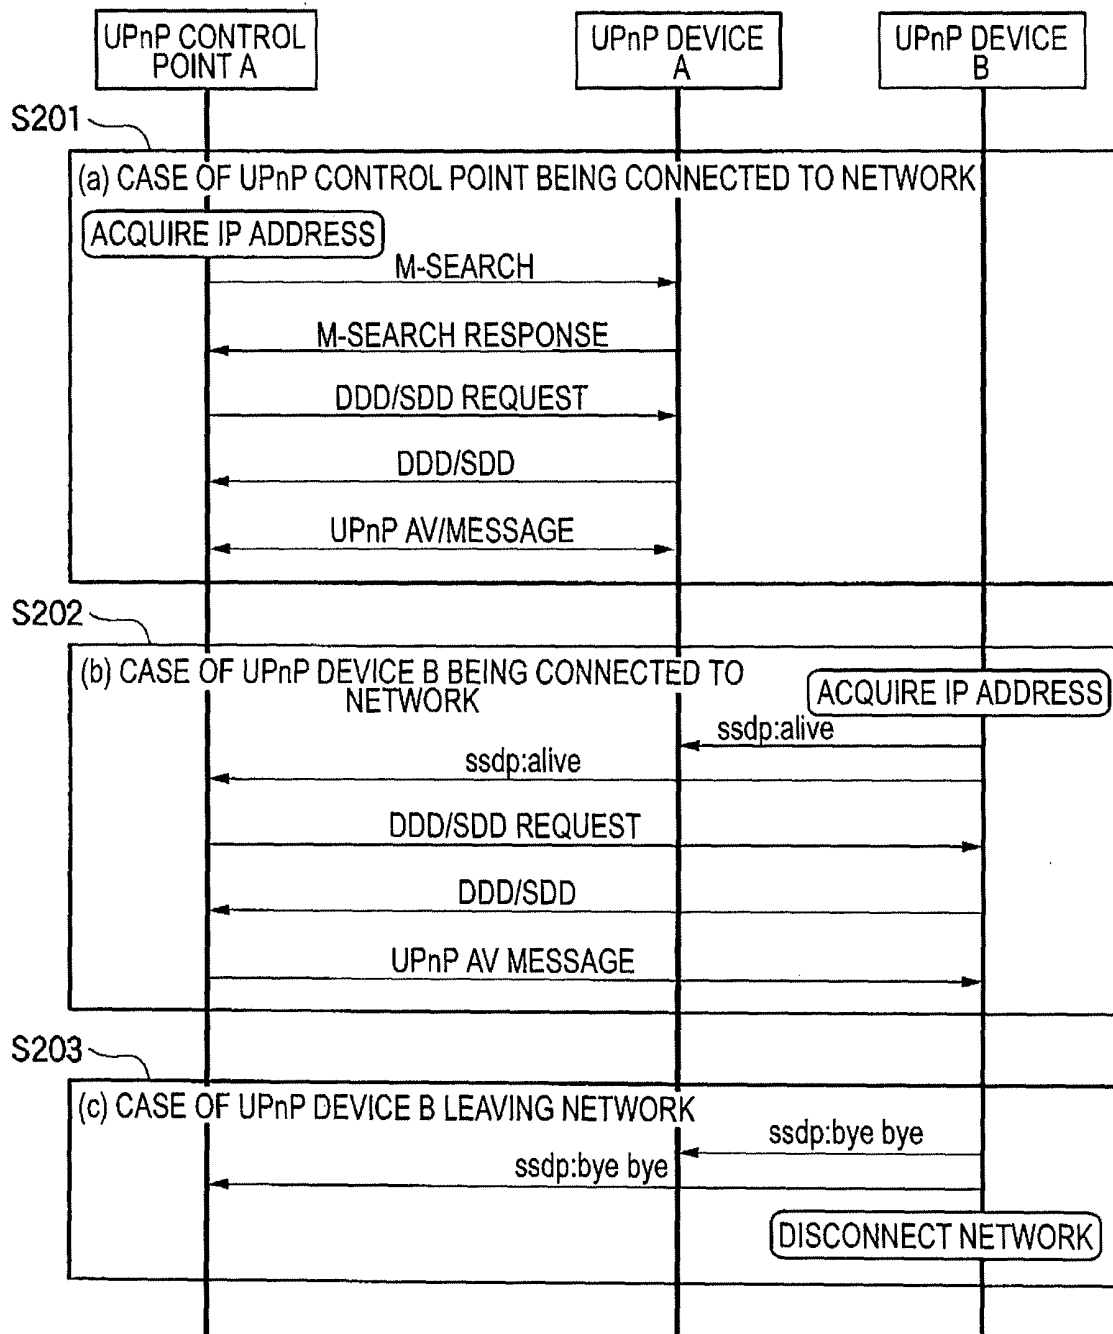 UPnP CONTROL
POINT A
UPnP DEVICE
A
UPnP DEVICE
B
S201
(a) CASE OF UPnP CONTROL POINT BEING CONNECTED TO NETWORK
ACQUIRE IP ADDRESS
M-SEARCH
M-SEARCH RESPONSE
DDD/SDD REQUEST
DDD/SDD
UPnP AV/MESSAGE
S202
(b) CASE OF UPnP DEVICE B BEING CONNECTED TO
NETWORK
ACQUIRE IP ADDRESS
ssdp:alive
ssdp:alive
DDD/SDD REQUEST
DDD/SDD
UPnP AV MESSAGE
S203
(c) CASE OF UPnP DEVICE B LEAVING NETWORK
ssdp:bye bye
ssdp:bye bye
DISCONNECT NETWORK